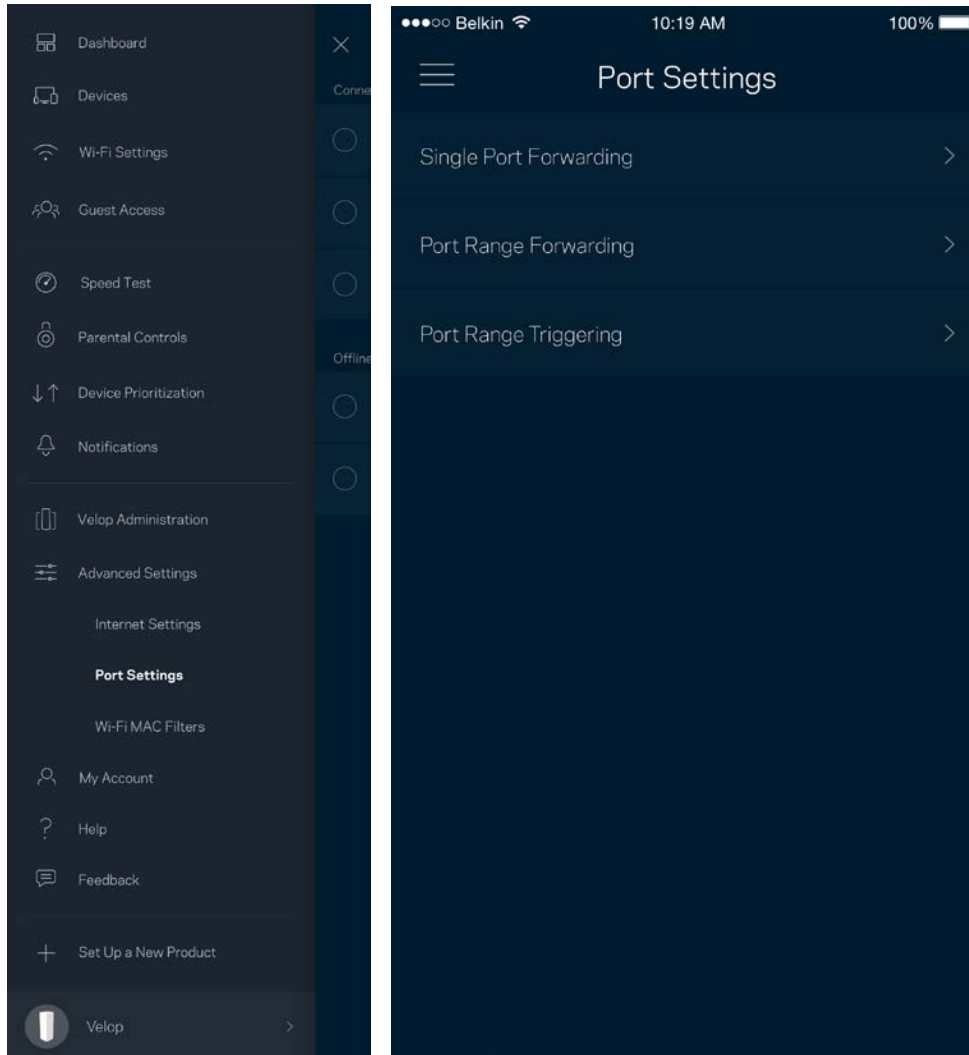 Dashboard
Devices
Wi-Fi Settings
Guest Access
Speed Test
Parental Controls
Device Prioritization
Notifications
Velop Administration
Advanced Settings
Internet Settings
Port Settings
Wi-Fi MAC Filters
My Account
Help
Feedback
Set Up a New Product
Velop
Conne
Offline
Belkin 10:19 AM 100%
Port Settings
Single Port Forwarding
Port Range Forwarding
Port Range Triggering